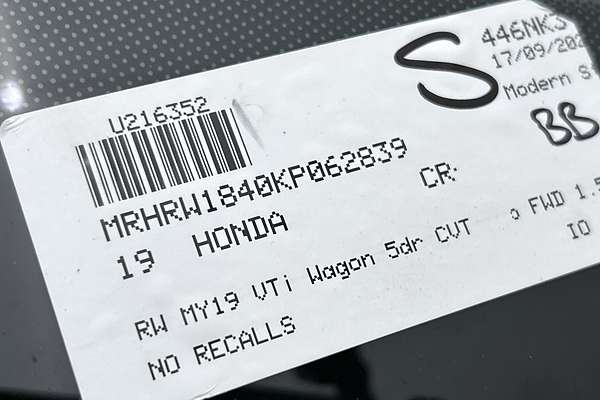 446NK3
17/09/202
U216352
Modern S
S
BB
MRHRW1840KP062839
19 HONDA CR-
RW MY19 VTi Wagon 5dr CVT FWD 1.5
IO
NO RECALLS